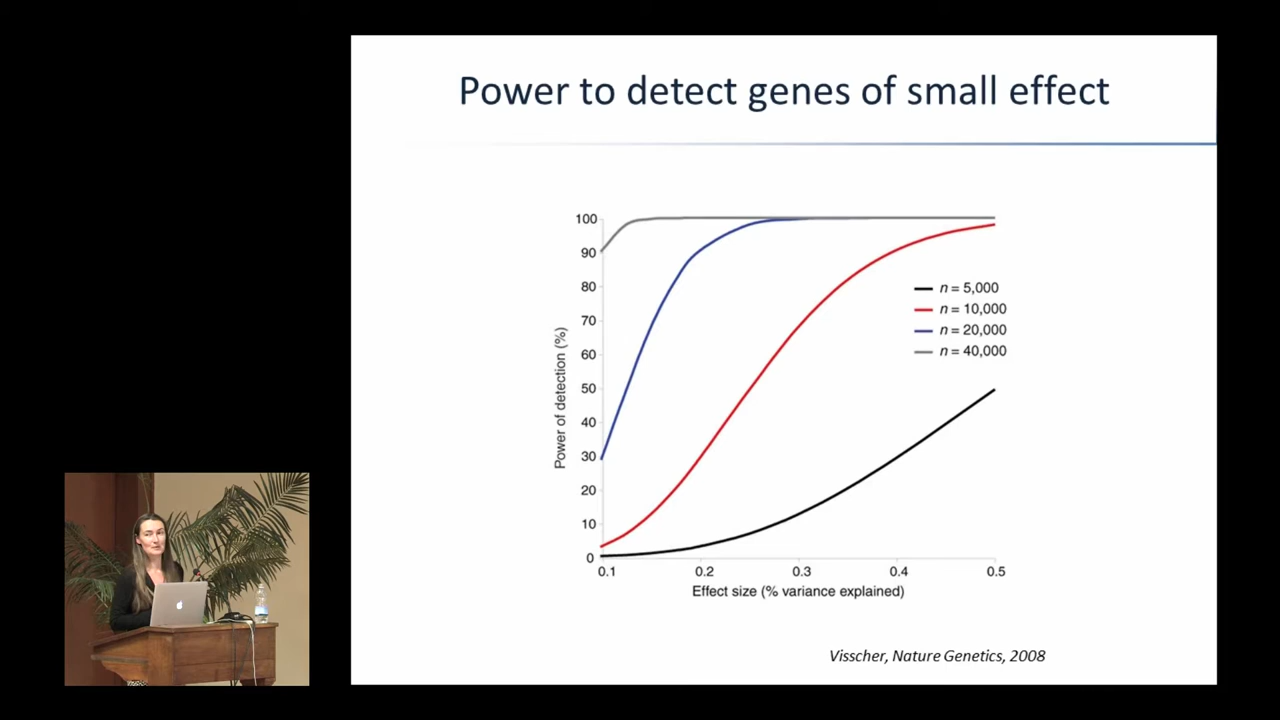 Power to detect genes of small effect
100
90
80
70
60
50
40
30
20
10
0
Power of detection (%)
n = 5,000
n = 10,000
n = 20,000
n = 40,000
0.1 0.2 0.3 0.4 0.5
Effect size (% variance explained)
Visscher, Nature Genetics, 2008